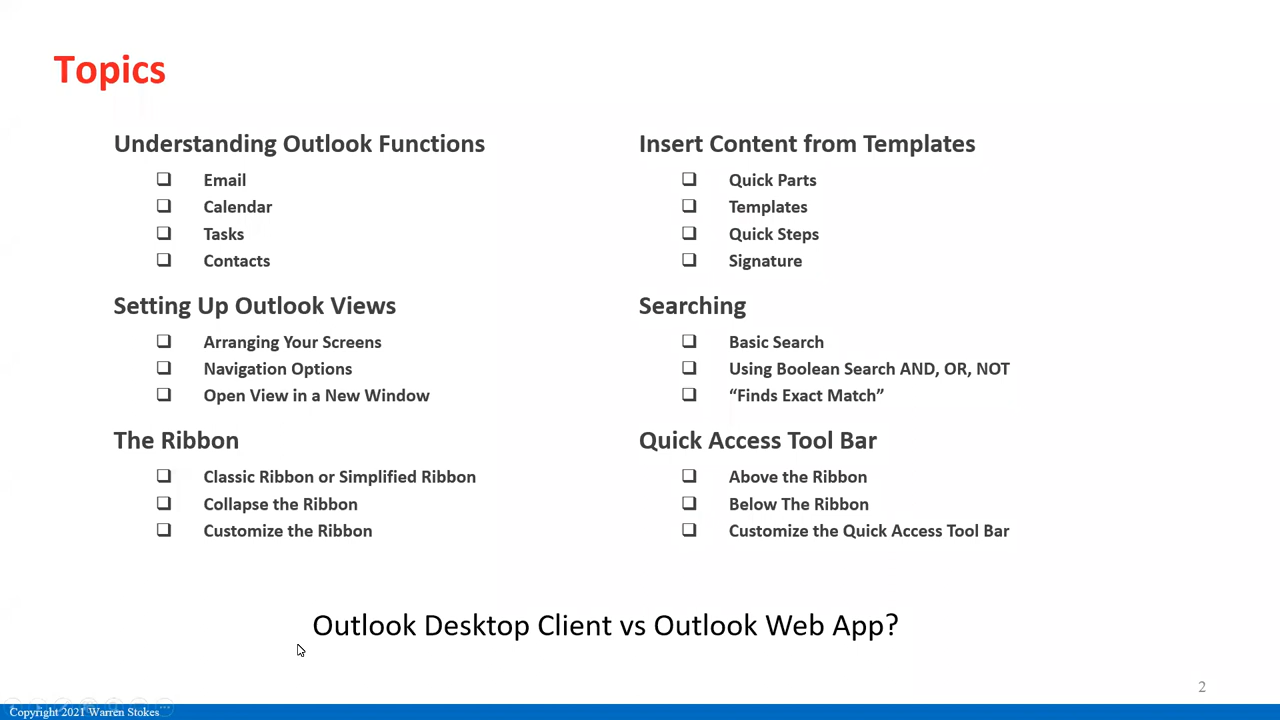 Topics
Understanding Outlook Functions
❑ Email
❑ Calendar
❑ Tasks
❑ Contacts
Setting Up Outlook Views
❑ Arranging Your Screens
❑ Navigation Options
❑ Open View in a New Window
The Ribbon
❑ Classic Ribbon or Simplified Ribbon
❑ Collapse the Ribbon
❑ Customize the Ribbon
Insert Content from Templates
❑ Quick Parts
❑ Templates
❑ Quick Steps
❑ Signature
Searching
❑ Basic Search
❑ Using Boolean Search AND, OR, NOT
❑ “Finds Exact Match”
Quick Access Tool Bar
❑ Above the Ribbon
❑ Below The Ribbon
❑ Customize the Quick Access Tool Bar
Outlook Desktop Client vs Outlook Web App?
2
Copyright 2021 Warren Stokes